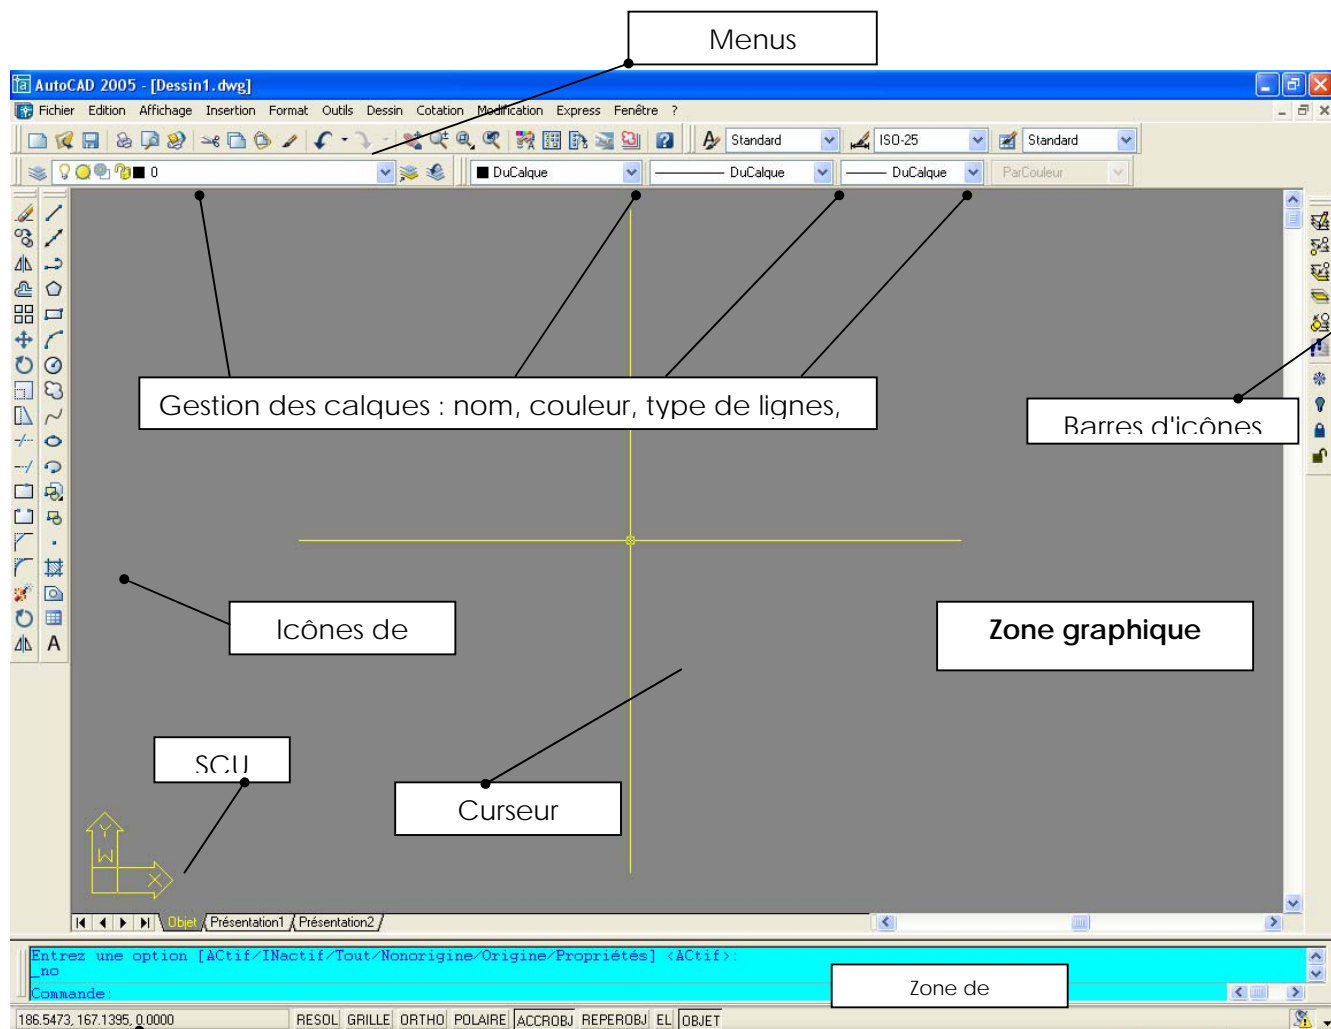 Menus
AutoCAD 2005 - [Dessin1.dwg]
Fichier Edition Affichage Insertion Format Outils Dessin Cotation Modification Express Fenêtre ?
Standard ISO-25 Standard
0 DuCalque DuCalque DuCalque ParCouleur
Gestion des calques : nom, couleur, type de lignes,
Barres d'icônes
Icônes de
Zone graphique
SCU
Curseur
Y
W
X
Objet Présentation1 Présentation2
Entrez une option [ACtif/INactif/Tout/Nonorigine/Origine/Propriétés] <ACtif>:
_no
Zone de
Commande:
186.5473, 167.1395, 0.0000 RESOL GRILLE ORTHO POLAIRE ACCROBJ REPEROBJ EL OBJET